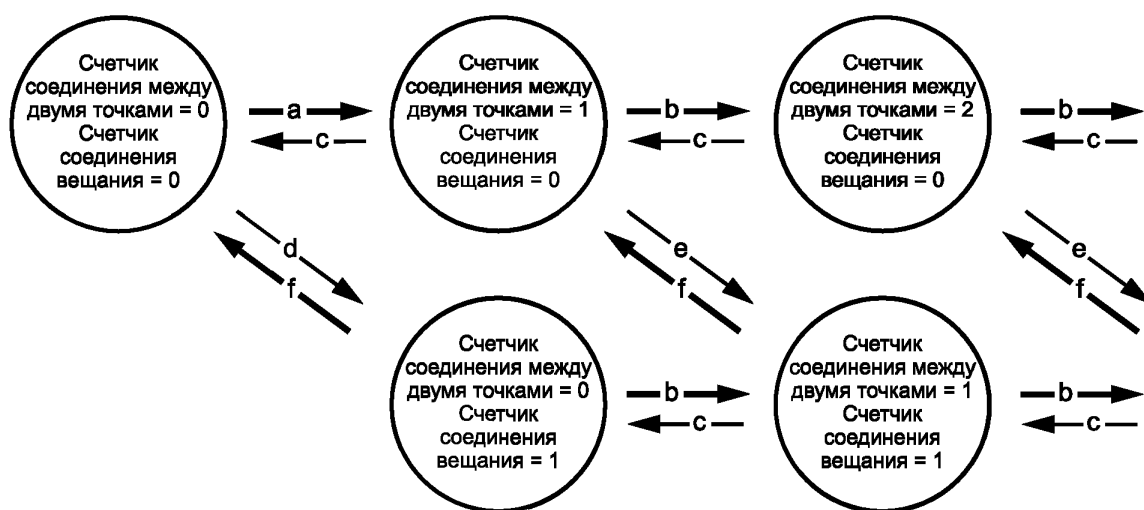 Счетчик
соединения между
двумя точками = 0
Счетчик
соединения
вещания = 0
a
c
Счетчик
соединения между
двумя точками = 1
Счетчик
соединения
вещания = 0
b
c
Счетчик
соединения между
двумя точками = 2
Счетчик
соединения
вещания = 0
b
c
d
f
e
f
e
f
Счетчик
соединения между
двумя точками = 0
Счетчик
соединения
вещания = 1
b
c
Счетчик
соединения между
двумя точками = 1
Счетчик
соединения
вещания = 1
b
c